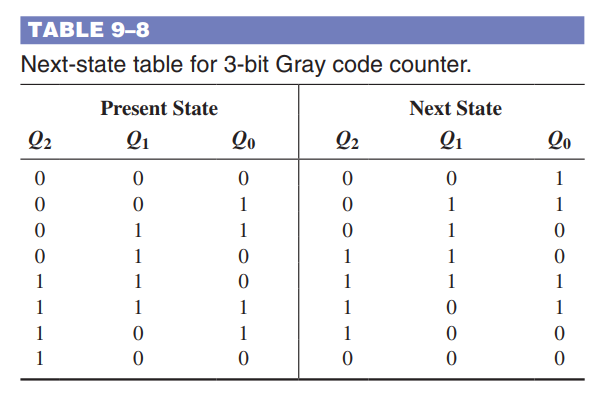 TABLE 9–8
Next-state table for 3-bit Gray code counter.
Present State Next State
Q2 Q1 Q0 Q2 Q1 Q0
0 0 0 0 0 1
0 0 1 0 1 1
0 1 1 0 1 0
0 1 0 1 1 0
1 1 0 1 1 1
1 1 1 1 0 1
1 0 1 1 0 0
1 0 0 0 0 0